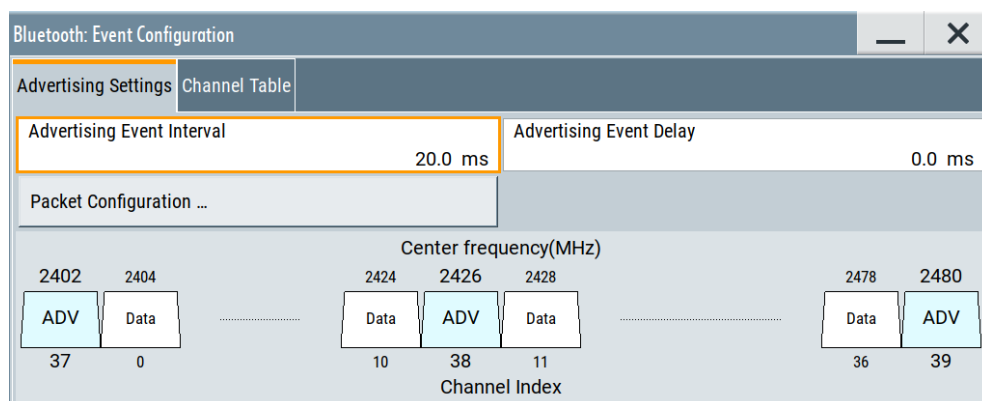 Bluetooth: Event Configuration
Advertising Settings Channel Table
Advertising Event Interval Advertising Event Delay
20.0 ms 0.0 ms
Packet Configuration ...
Center frequency(MHz)
2402 2404 2424 2426 2428 2478 2480
ADV Data Data ADV Data Data ADV
37 0 10 38 11 36 39
Channel Index